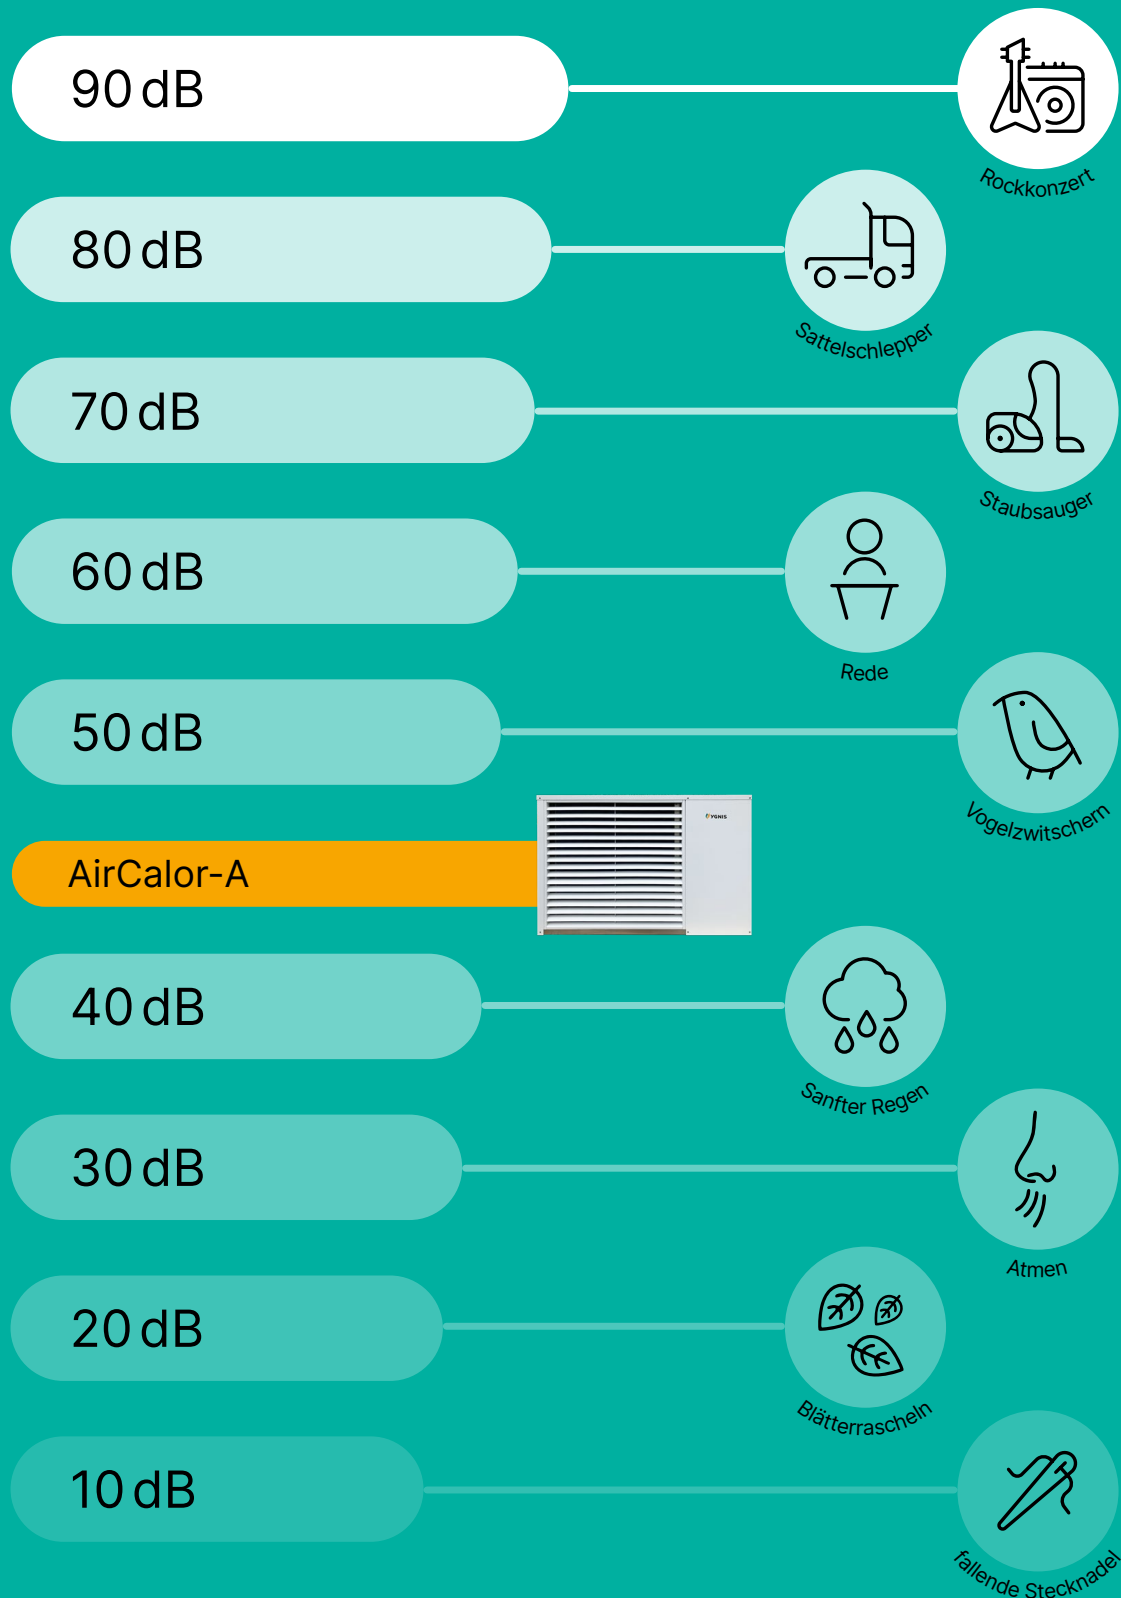 90 dB
Rockkonzert
80 dB
Sattelschlepper
70 dB
Staubsauger
60 dB
Rede
50 dB
Vogelzwitschern
YGNIS
AirCalor-A
40 dB
Sanfter Regen
30 dB
Atmen
20 dB
Blätterrascheln
10 dB
fallende Stecknadel